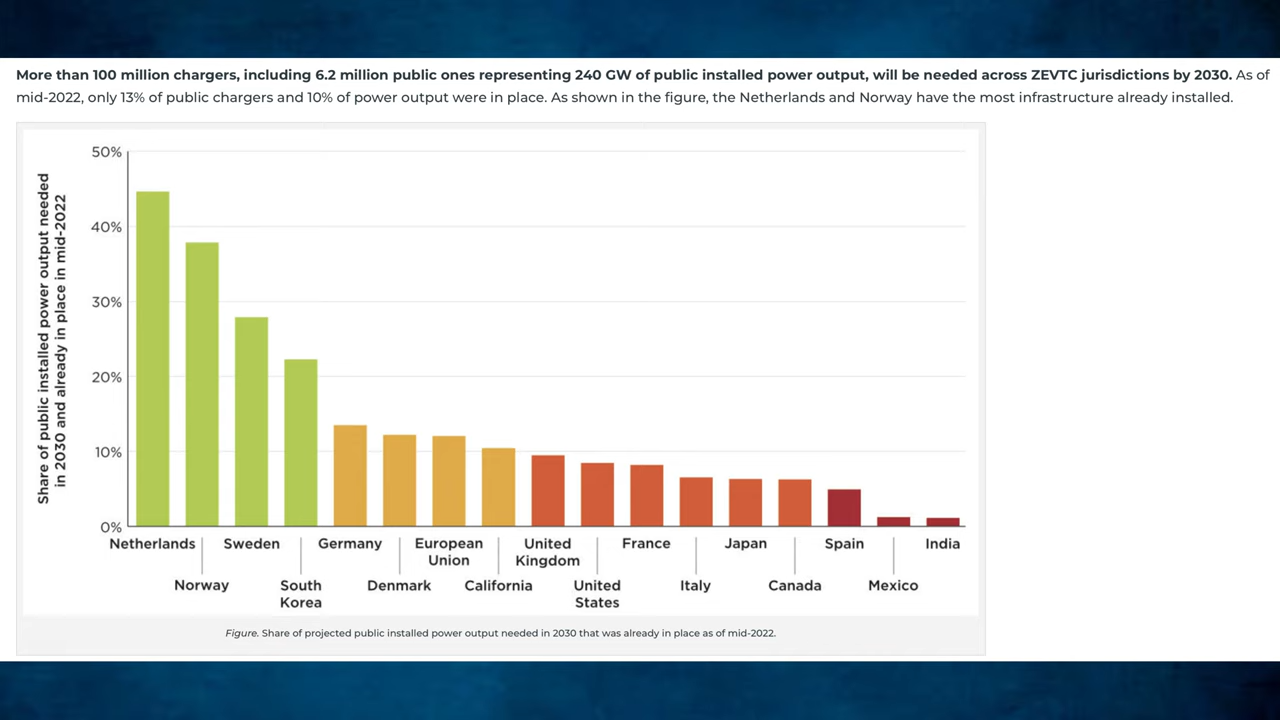 More than 100 million chargers, including 6.2 million public ones representing 240 GW of public installed power output, will be needed across ZEVTC jurisdictions by 2030. As of
mid-2022, only 13% of public chargers and 10% of power output were in place. As shown in the figure, the Netherlands and Norway have the most infrastructure already installed.
Share of public installed power output needed
in 2030 and already in place in mid-2022
50%
40%
30%
20%
10%
0%
Netherlands
Norway
Sweden
South
Korea
Germany
Denmark
European
Union
California
United
Kingdom
United
States
France
Italy
Japan
Canada
Spain
Mexico
India
Figure. Share of projected public installed power output needed in 2030 that was already in place as of mid-2022.